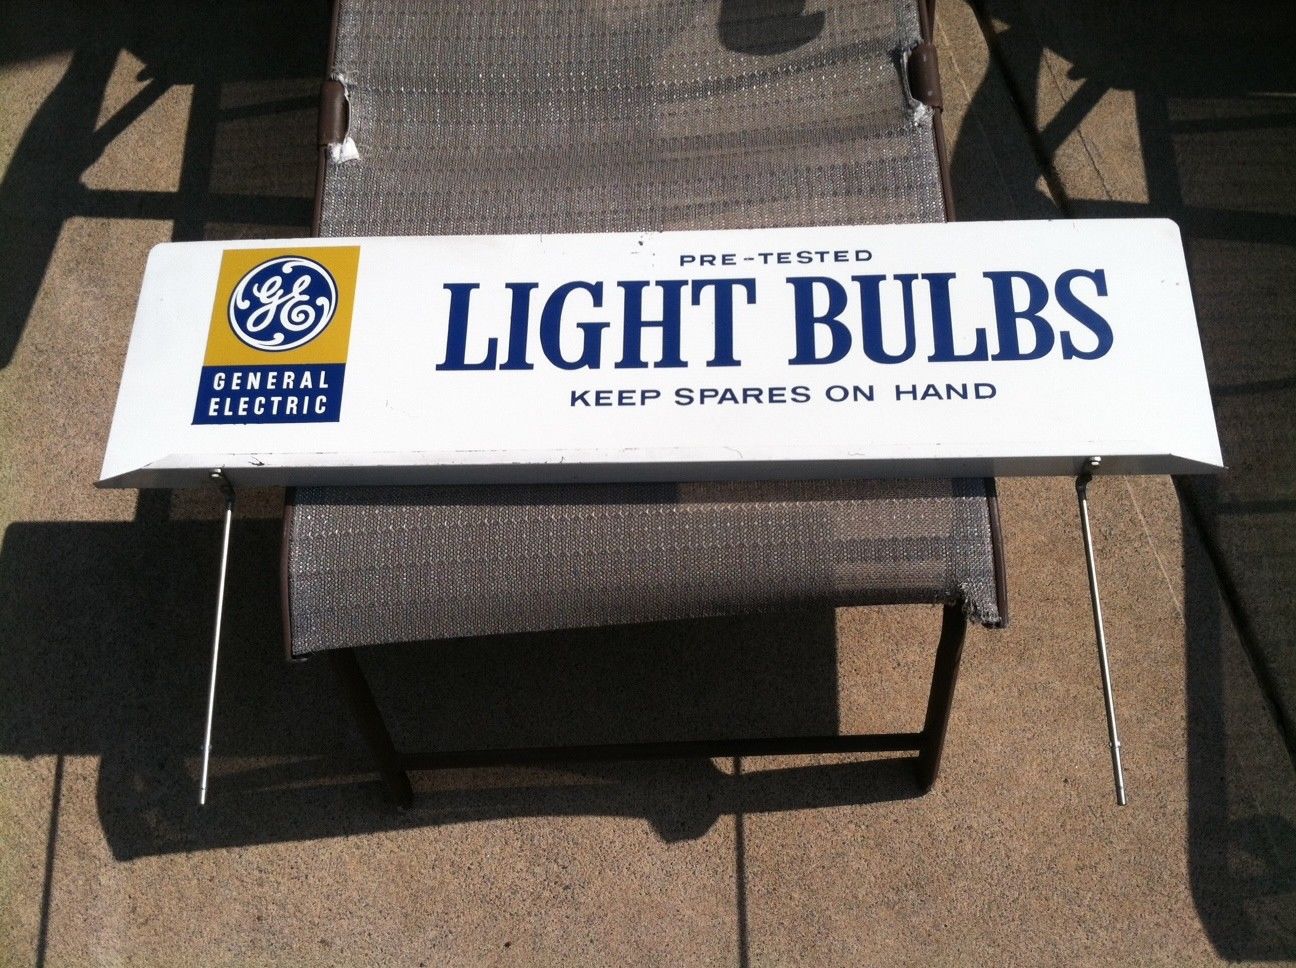 GE
GENERAL
ELECTRIC
PRE-TESTED
LIGHT BULBS
KEEP SPARES ON HAND